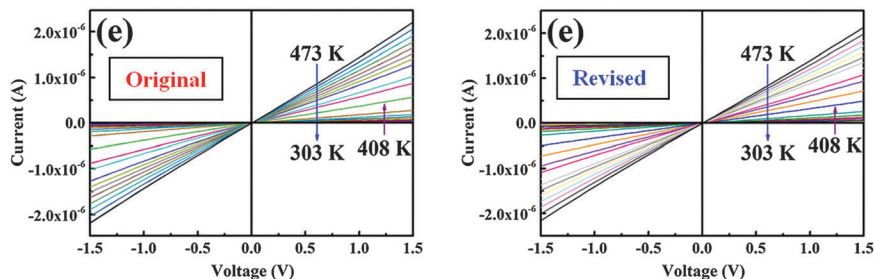 (e)
Original
473 K
303 K
408 K
Current (A)
2.0x10⁻⁶
1.0x10⁻⁶
0.0
-1.0x10⁻⁶
-2.0x10⁻⁶
-1.5 -1.0 -0.5 0.0 0.5 1.0 1.5
Voltage (V)
(e)
Revised
473 K
303 K
408 K
Current (A)
2.0x10⁻⁶
1.0x10⁻⁶
0.0
-1.0x10⁻⁶
-2.0x10⁻⁶
-1.5 -1.0 -0.5 0.0 0.5 1.0 1.5
Voltage (V)